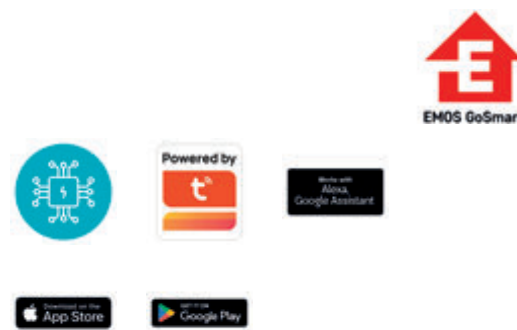 E
EMOS GoSmar
Powered by
t
Works with
Alexa,
Google Assistant
Download on the
App Store
GET IT ON
Google Play